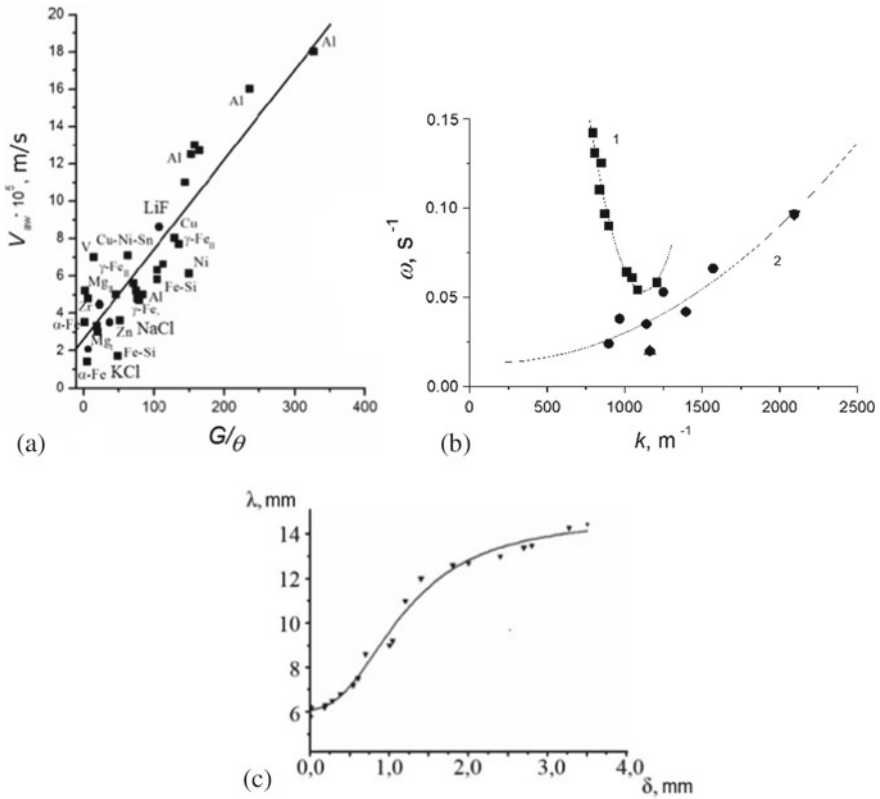 20
18
16
14
12
10
8
6
4
2
0
V_aw · 10^5, m/s
Al
Al
Al
LiF
Cu
V Cu-Ni-Sn
γ-Fe_II
γ-Fe_II
Ni
Mg_II
Fe-Si
Zr
Al
γ-Fe
α-Fe
Zn NaCl
Mg_I
Fe-Si
α-Fe KCl
0 100 200 300 400
(a) G/θ
0.15
0.10
0.05
0.00
ω, s⁻¹
1
2
0 500 1000 1500 2000 2500
(b) k, m⁻¹
λ, mm
14
12
10
8
6
0,0 1,0 2,0 3,0 4,0
(c) δ, mm